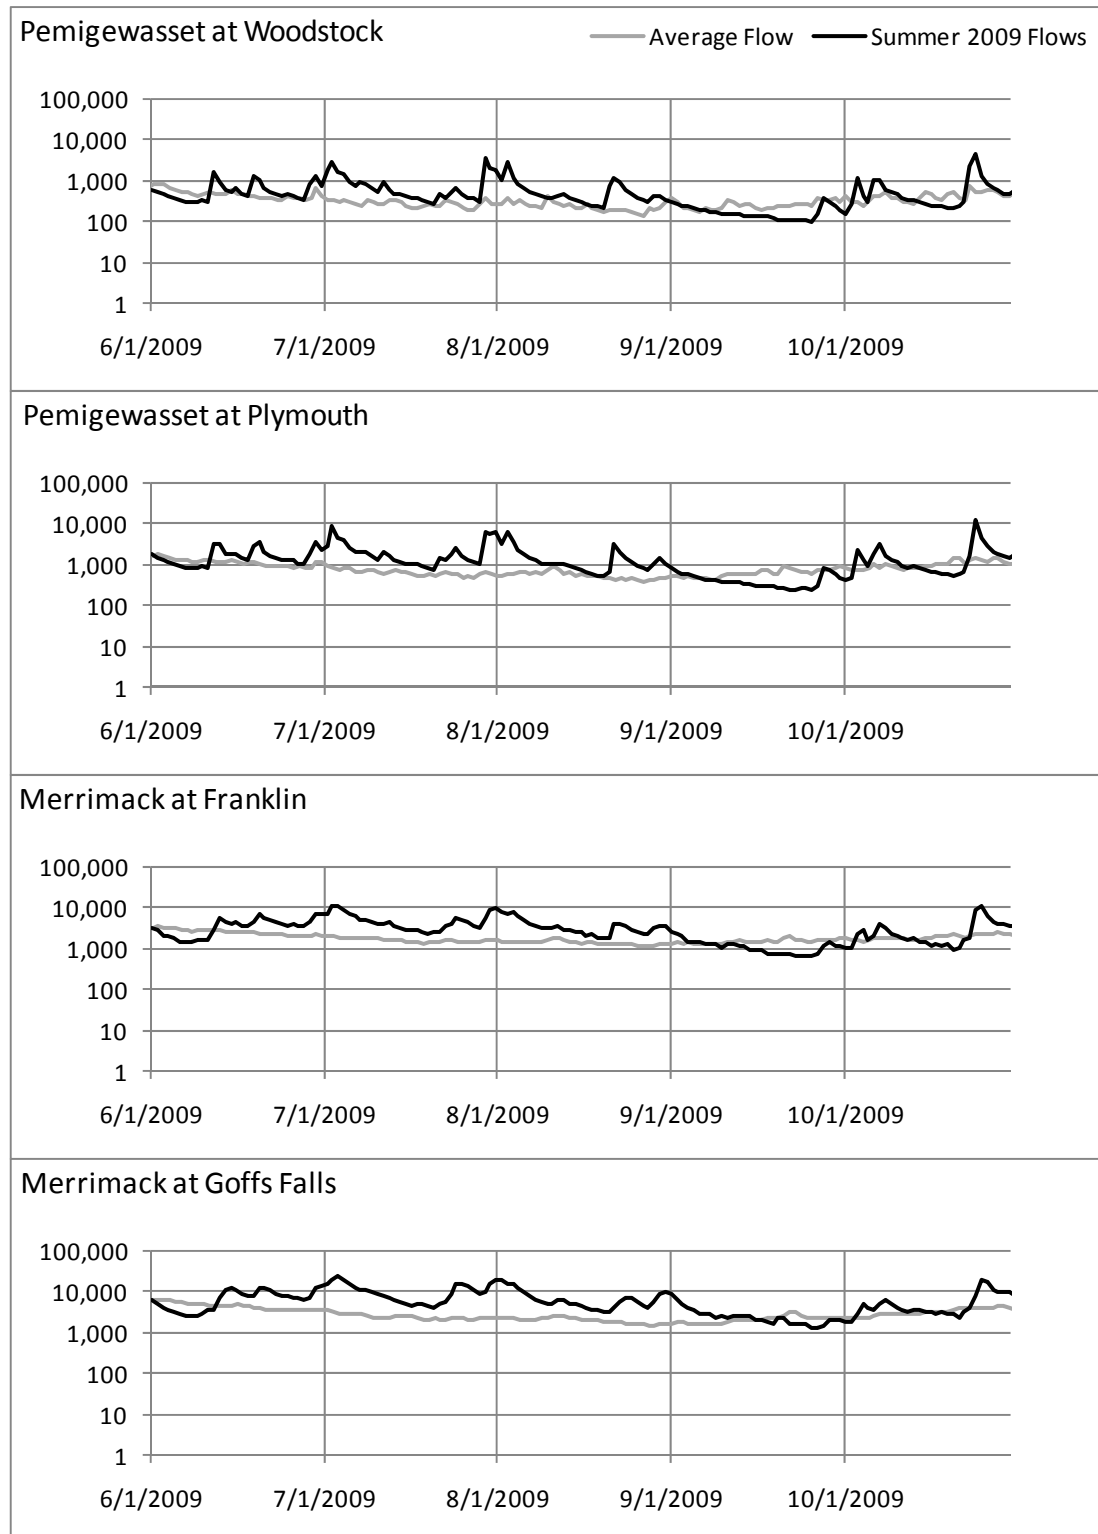 Pemigewasset at Woodstock
Average Flow Summer 2009 Flows
100,000
10,000
1,000
100
10
1
6/1/2009 7/1/2009 8/1/2009 9/1/2009 10/1/2009
Pemigewasset at Plymouth
100,000
10,000
1,000
100
10
1
6/1/2009 7/1/2009 8/1/2009 9/1/2009 10/1/2009
Merrimack at Franklin
100,000
10,000
1,000
100
10
1
6/1/2009 7/1/2009 8/1/2009 9/1/2009 10/1/2009
Merrimack at Goffs Falls
100,000
10,000
1,000
100
10
1
6/1/2009 7/1/2009 8/1/2009 9/1/2009 10/1/2009